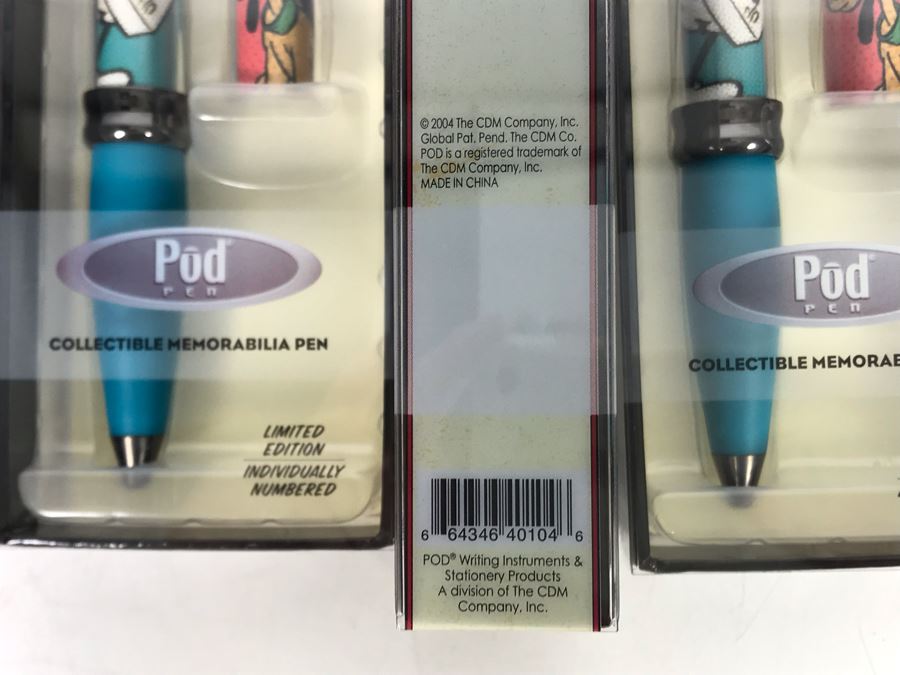 Pōd®
PEN
COLLECTIBLE MEMORABILIA PEN
LIMITED
EDITION
INDIVIDUALLY
NUMBERED
© 2004 The CDM Company, Inc.
Global Pat. Pend. The CDM Co.
POD is a registered trademark of
The CDM Company, Inc.
MADE IN CHINA
6 64346 40104 6
POD® Writing Instruments &
Stationery Products
A division of The CDM
Company, Inc.
Pōd®
PEN
COLLECTIBLE MEMORAB